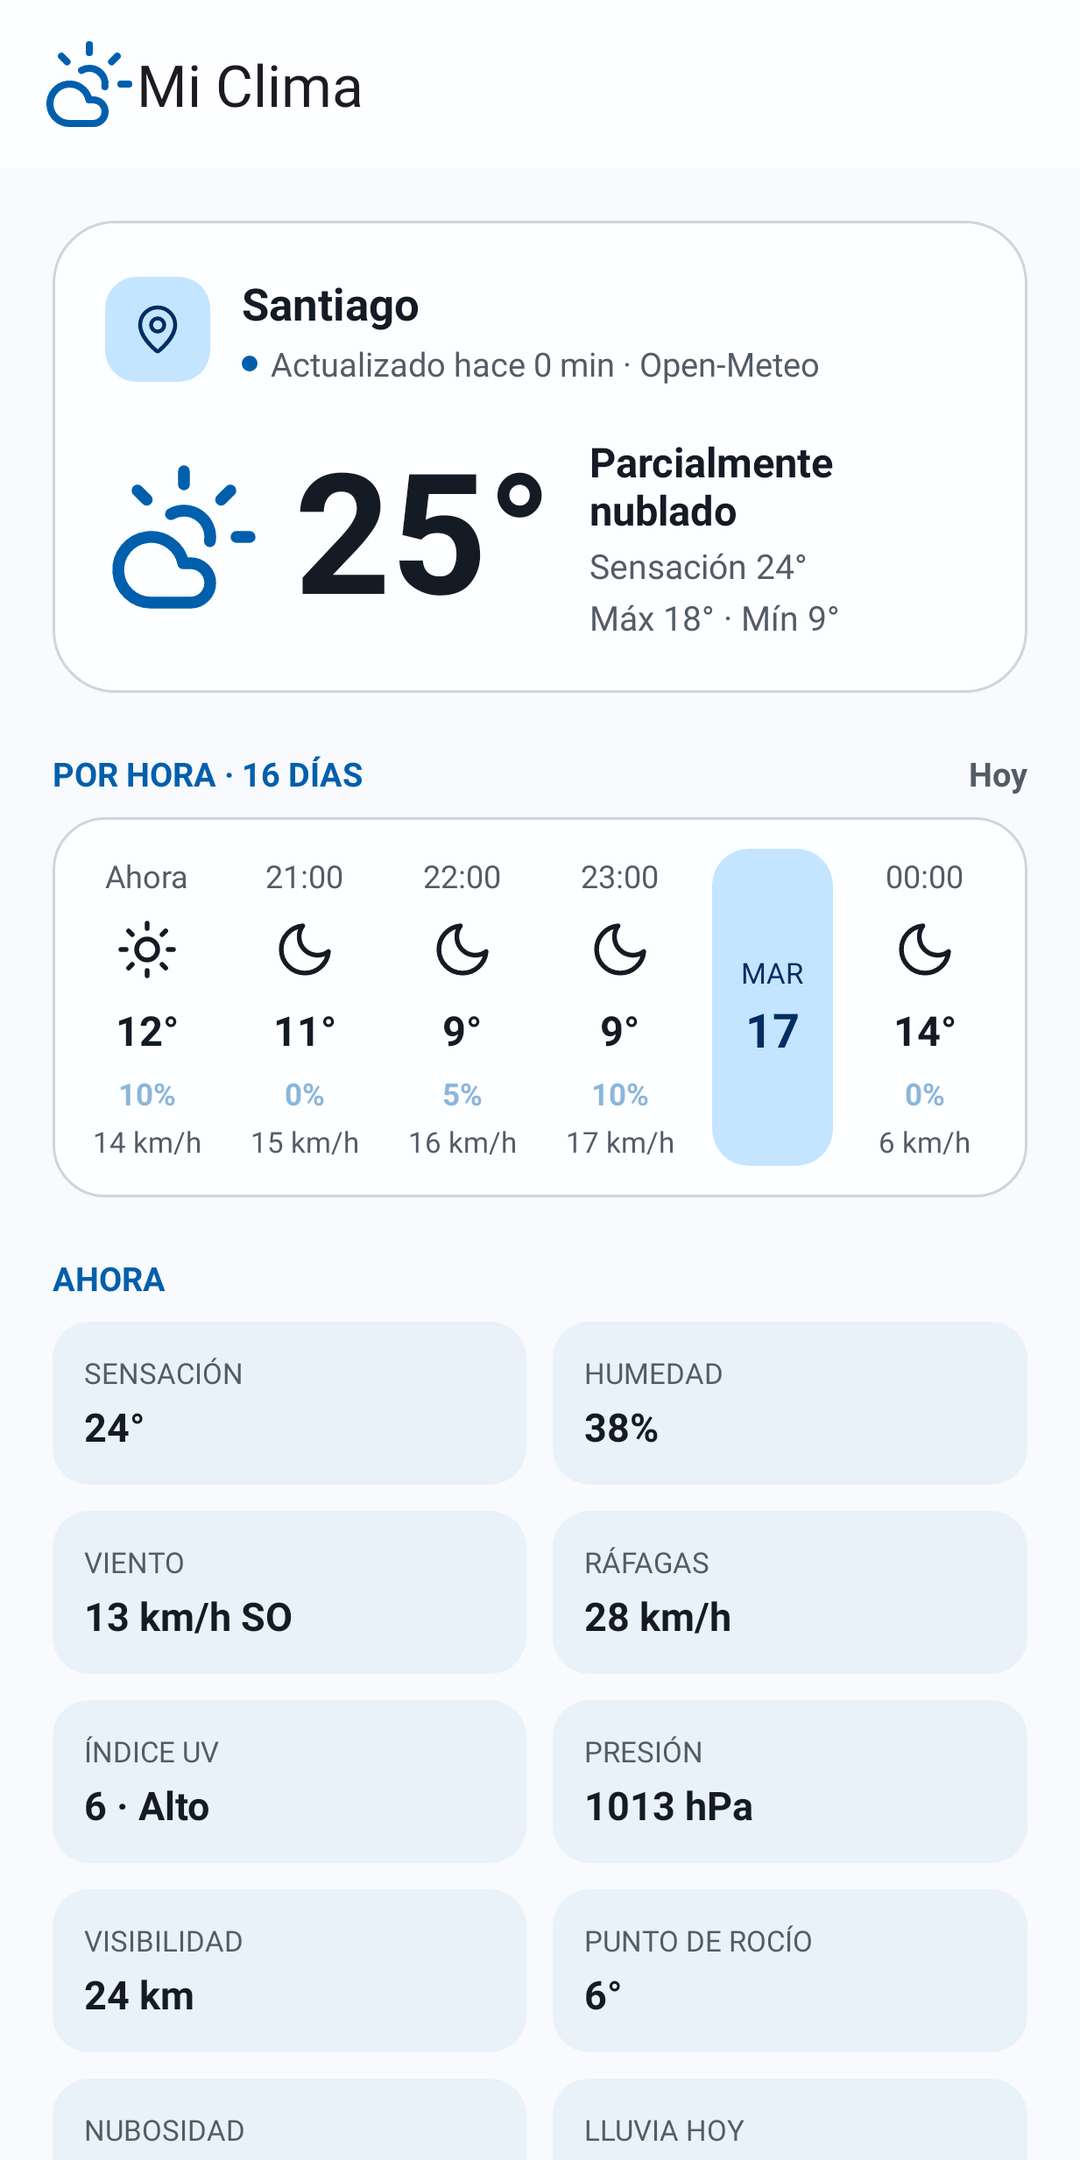 Mi Clima
Santiago
Actualizado hace 0 min · Open-Meteo
25°
Parcialmente
nublado
Sensación 24°
Máx 18° · Mín 9°
POR HORA · 16 DÍAS
Hoy
Ahora 21:00 22:00 23:00 00:00
MAR
17
12° 11° 9° 9° 14°
10% 0% 5% 10% 0%
14 km/h 15 km/h 16 km/h 17 km/h 6 km/h
AHORA
SENSACIÓN
24°
HUMEDAD
38%
VIENTO
13 km/h SO
RÁFAGAS
28 km/h
ÍNDICE UV
6 · Alto
PRESIÓN
1013 hPa
VISIBILIDAD
24 km
PUNTO DE ROCÍO
6°
NUBOSIDAD
LLUVIA HOY